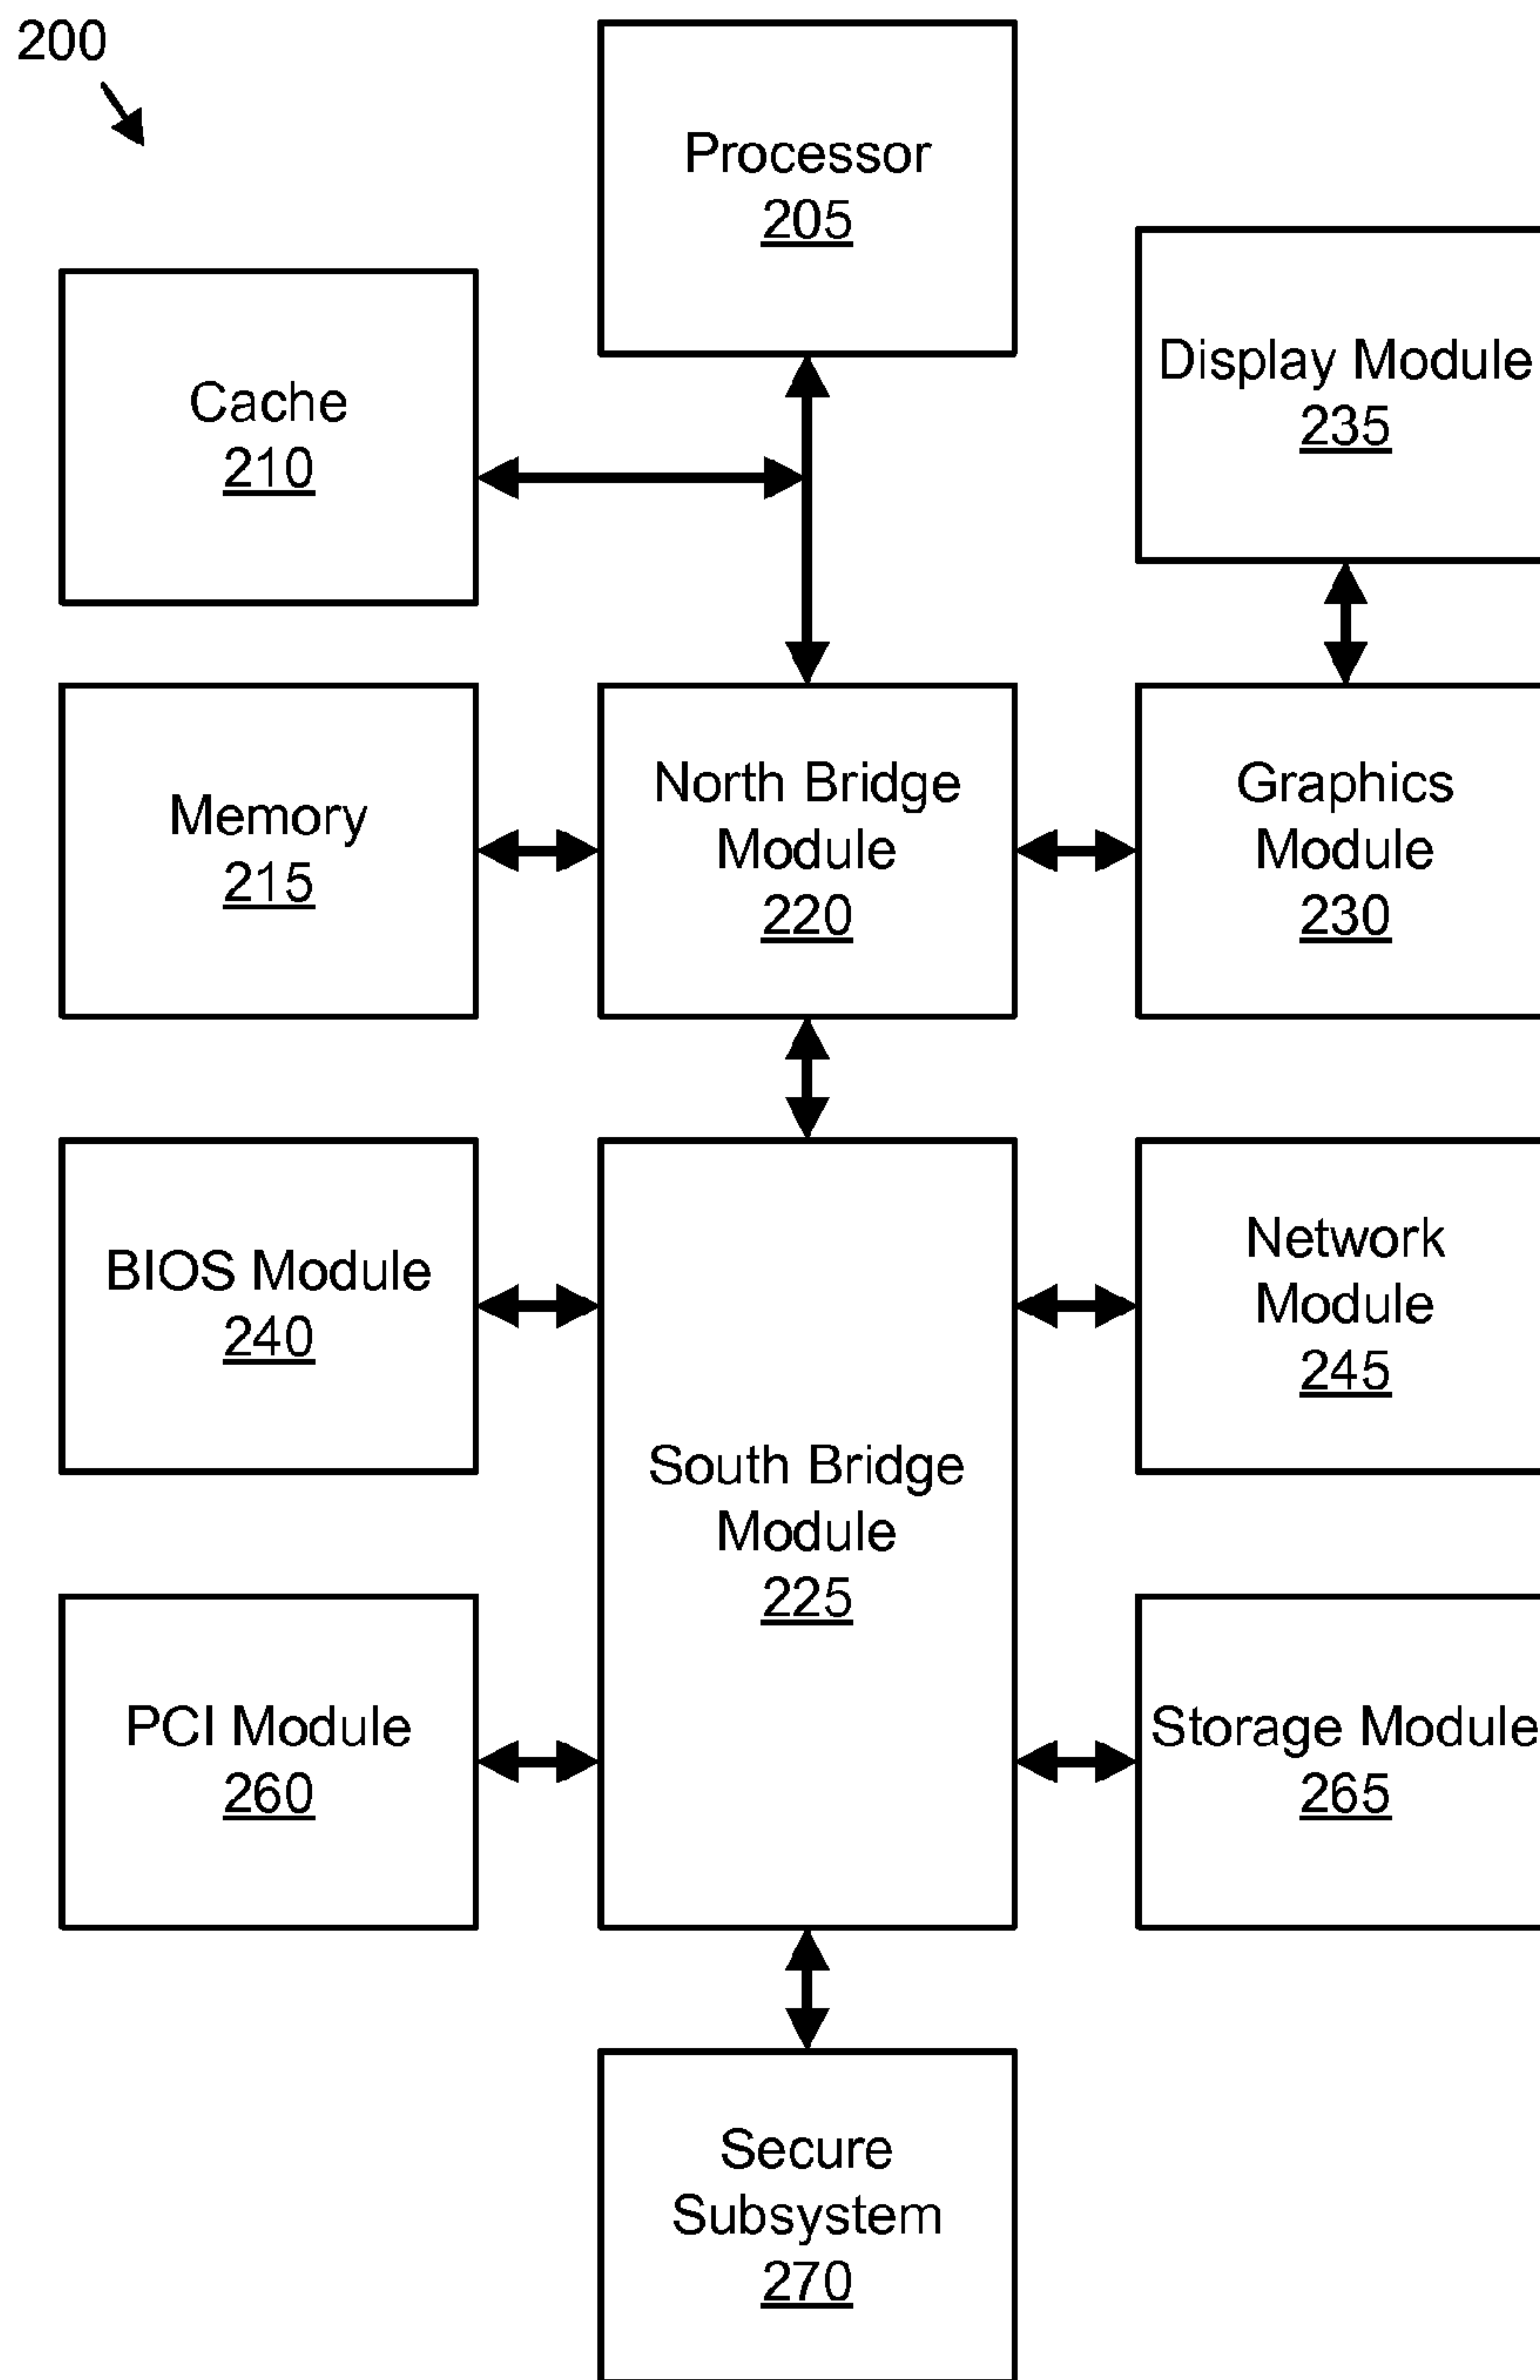 200
Processor
205
Cache
210
Display Module
235
Memory
215
North Bridge
Module
220
Graphics
Module
230
BIOS Module
240
South Bridge
Module
225
Network
Module
245
PCI Module
260
Storage Module
265
Secure
Subsystem
270